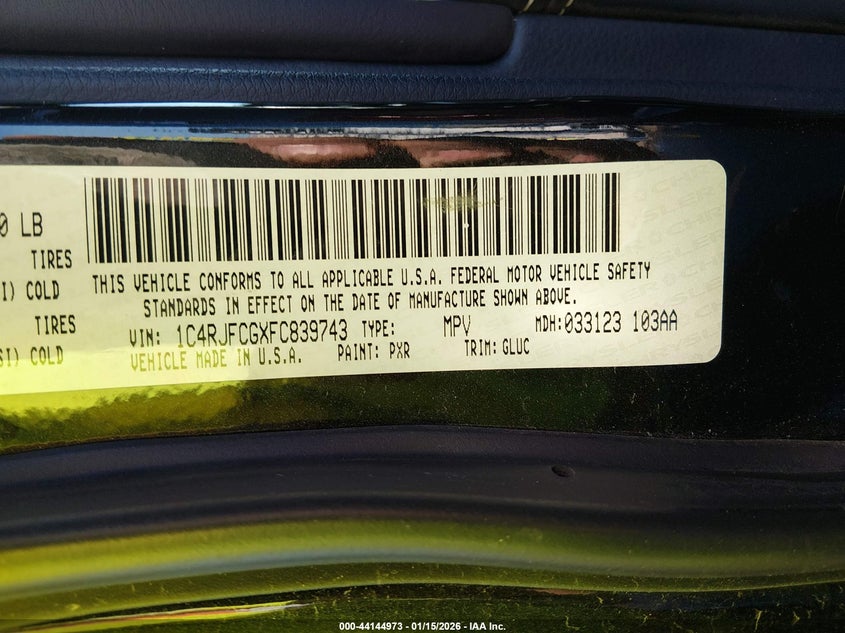 0 LB
TIRES
THIS VEHICLE CONFORMS TO ALL APPLICABLE U.S.A. FEDERAL MOTOR VEHICLE SAFETY
I) COLD
STANDARDS IN EFFECT ON THE DATE OF MANUFACTURE SHOWN ABOVE.
TIRES
VIN: 1C4RJFCGXFC839743 TYPE: MPV MDH:033123 103AA
SI) COLD
VEHICLE MADE IN U.S.A. PAINT: PXR TRIM: GLUC
CHRYSLER
000-44144973 - 01/15/2026 - IAA Inc.